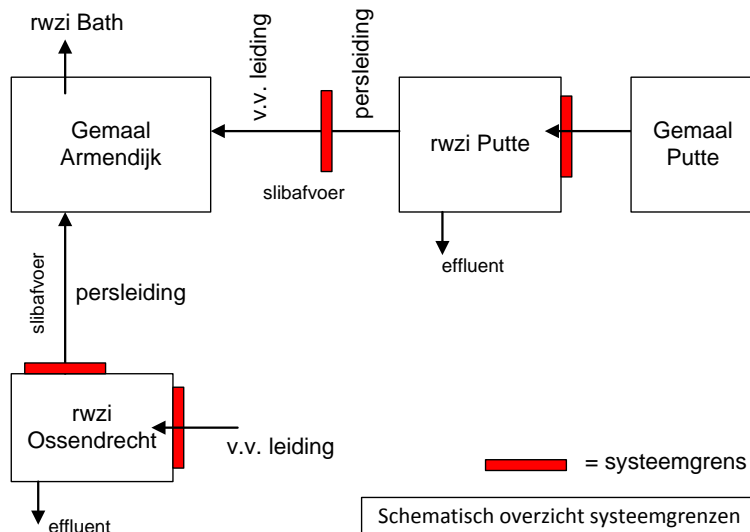 rwzi Bath
Gemaal
Armendijk
v.v. leiding
persleiding
slibafvoer
rwzi Putte
Gemaal
Putte
effluent
slibafvoer
persleiding
rwzi
Ossendrecht
v.v. leiding
effluent
= systeemgrens
Schematisch overzicht systeemgrenzen